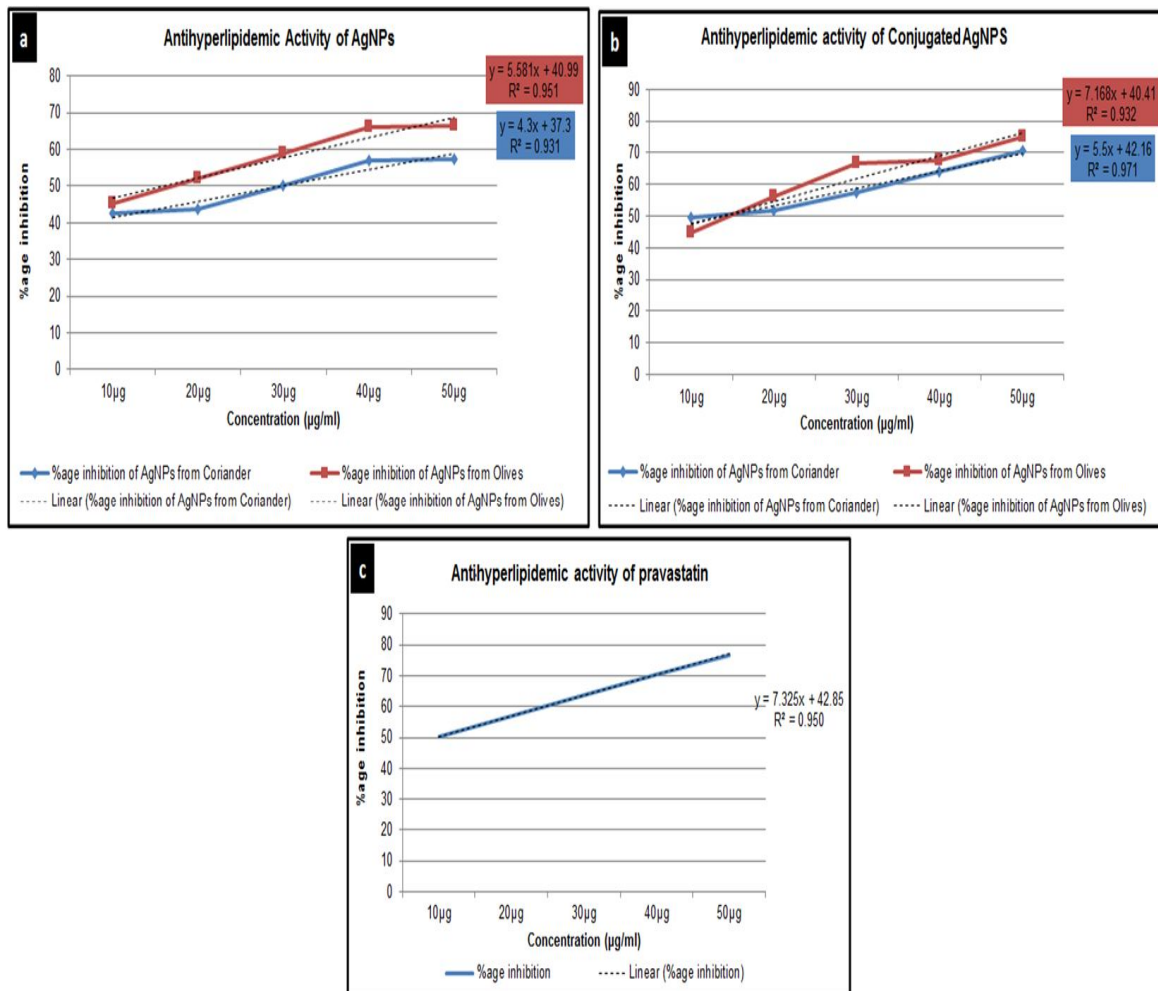 a
Antihyperlipidemic Activity of AgNPs
y = 5.581x + 40.99
R² = 0.951
y = 4.3x + 37.3
R² = 0.931
%age inhibition
80
70
60
50
40
30
20
10
0
10µg 20µg 30µg 40µg 50µg
Concentration (µg/ml)
%age inhibition of AgNPs from Coriander %age inhibition of AgNPs from Olives
Linear (%age inhibition of AgNPs from Coriander) Linear (%age inhibition of AgNPs from Olives)
b
Antihyperlipidemic activity of Conjugated AgNPS
y = 7.168x + 40.41
R² = 0.932
y = 5.5x + 42.16
R² = 0.971
%age inhibition
90
80
70
60
50
40
30
20
10
0
10µg 20µg 30µg 40µg 50µg
Concentration (µg/ml)
%age inhibition of AgNPs from Coriander %age inhibition of AgNPs from Olives
Linear (%age inhibition of AgNPs from Coriander) Linear (%age inhibition of AgNPs from Olives)
c
Antihyperlipidemic activity of pravastatin
y = 7.325x + 42.85
R² = 0.950
%age inhibition
90
80
70
60
50
40
30
20
10
0
10µg 20µg 30µg 40µg 50µg
Concentration (µg/ml)
%age inhibition Linear (%age inhibition)